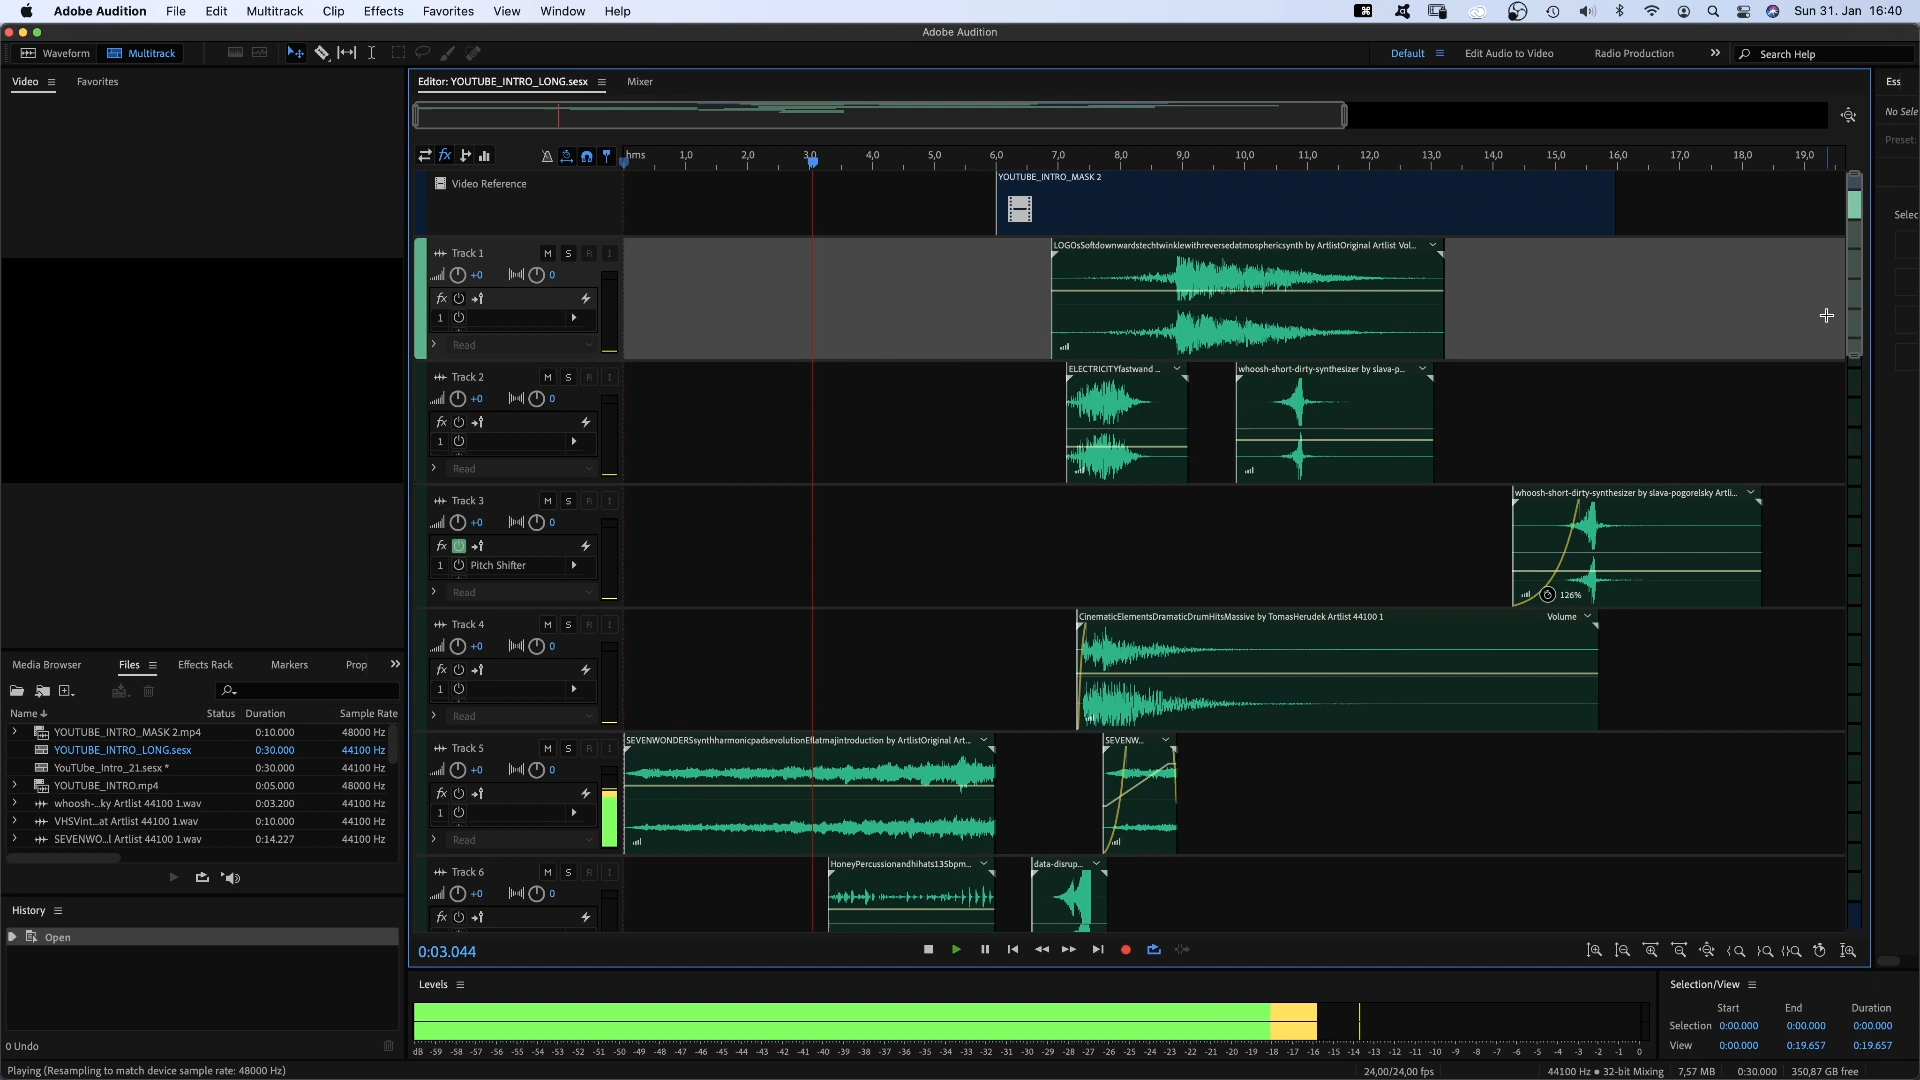 Adobe Audition File Edit Multitrack Clip Effects Favorites View Window Help Sun 31. Jan 16:40
Adobe Audition
Waveform Multitrack Default Edit Audio to Video Radio Production Search Help
Video Favorites
Editor: YOUTUBE_INTRO_LONG.sesx Mixer
Ess
No Sele
Preset:
Selec
hms 1,0 2,0 3,0 4,0 5,0 6,0 7,0 8,0 9,0 10,0 11,0 12,0 13,0 14,0 15,0 16,0 17,0 18,0 19,0
Video Reference
YOUTUBE_INTRO_MASK 2
Track 1 M S R I
+0 0
fx
1
Read
LOGOsSoftdownwardstechtwinklewithreversedatmosphericsynth by ArtlistOriginal Artlist Vol...
Track 2 M S R I
+0 0
fx
1
Read
ELECTRICITYfastwand ...
whoosh-short-dirty-synthesizer by slava-p...
Track 3 M S R I
+0 0
fx
1 Pitch Shifter
Read
whoosh-short-dirty-synthesizer by slava-pogorelsky Artli...
126%
Track 4 M S R I
+0 0
fx
1
Read
CinematicElementsDramaticDrumHitsMassive by TomasHerudek Artlist 44100 1 Volume
Track 5 M S R I
+0 0
fx
1
Read
SEVENWONDERSsynthharmonicpadsevolutionEflatmajintroduction by ArtlistOriginal Art...
SEVENW...
Track 6 M S R I
+0 0
fx
HoneyPercussionandhihats135bpm...
data-disrup...
Media Browser Files Effects Rack Markers Prop
Name Status Duration Sample Rate
YOUTUBE_INTRO_MASK 2.mp4 0:10.000 48000 Hz
YOUTUBE_INTRO_LONG.sesx 0:30.000 44100 Hz
YouTUbe_Intro_21.sesx * 0:30.000 44100 Hz
YOUTUBE_INTRO.mp4 0:05.000 48000 Hz
whoosh-...ky Artlist 44100 1.wav 0:03.200 44100 Hz
VHSVint...at Artlist 44100 1.wav 0:10.000 44100 Hz
SEVENWO...l Artlist 44100 1.wav 0:14.227 44100 Hz
History
Open
0 Undo
0:03.044
Levels
dB -59 -58 -57 -56 -55 -54 -53 -52 -51 -50 -49 -48 -47 -46 -45 -44 -43 -42 -41 -40 -39 -38 -37 -36 -35 -34 -33 -32 -31 -30 -29 -28 -27 -26 -25 -24 -23 -22 -21 -20 -19 -18 -17 -16 -15 -14 -13 -12 -11 -10 -9 -8 -7 -6 -5 -4 -3 -2 -1 0
Selection/View
Start End Duration
Selection 0:00.000 0:00.000 0:00.000
View 0:00.000 0:19.657 0:19.657
Playing (Resampling to match device sample rate: 48000 Hz) 24,00/24,00 fps 44100 Hz ● 32-bit Mixing 7,57 MB 0:30.000 350,87 GB free